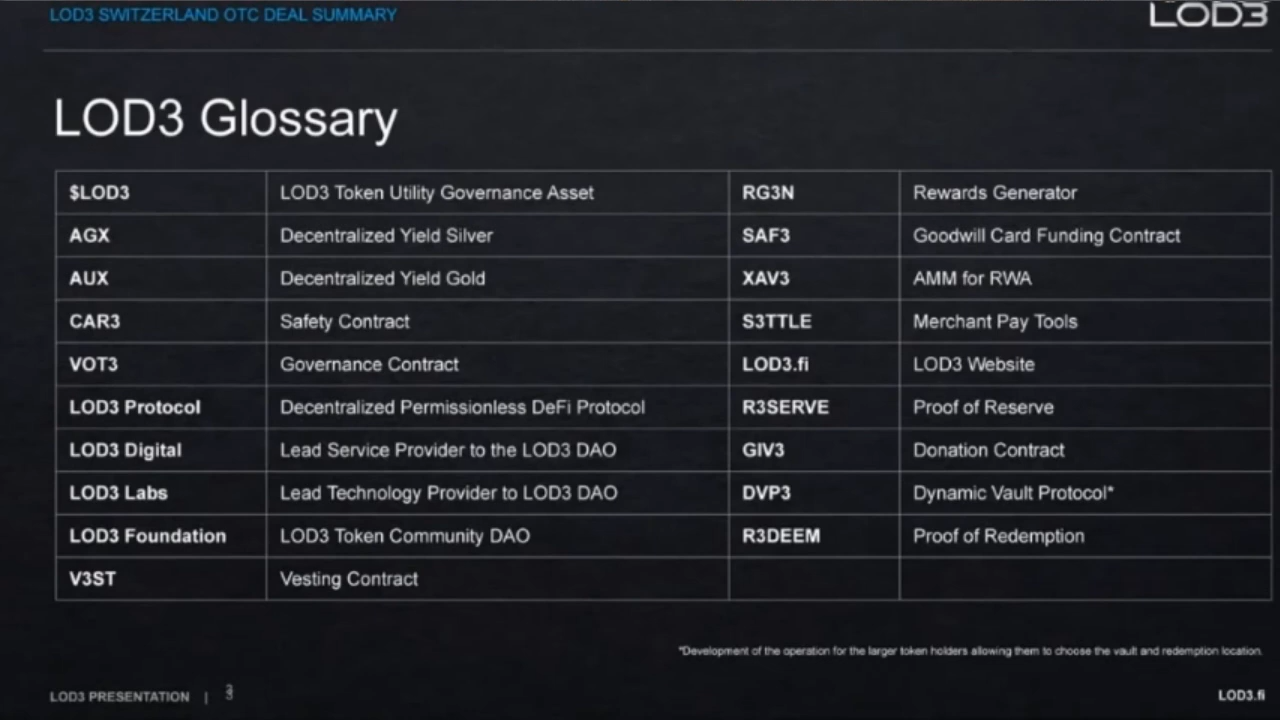 LOD3 SWITZERLAND OTC DEAL SUMMARY
LOD3
LOD3 Glossary
$LOD3 LOD3 Token Utility Governance Asset RG3N Rewards Generator
AGX Decentralized Yield Silver SAF3 Goodwill Card Funding Contract
AUX Decentralized Yield Gold XAV3 AMM for RWA
CAR3 Safety Contract S3TTLE Merchant Pay Tools
VOT3 Governance Contract LOD3.fi LOD3 Website
LOD3 Protocol Decentralized Permissionless DeFi Protocol R3SERVE Proof of Reserve
LOD3 Digital Lead Service Provider to the LOD3 DAO GIV3 Donation Contract
LOD3 Labs Lead Technology Provider to LOD3 DAO DVP3 Dynamic Vault Protocol*
LOD3 Foundation LOD3 Token Community DAO R3DEEM Proof of Redemption
V3ST Vesting Contract
*Development of the operation for the larger token holders allowing them to choose the vault and redemption location.
LOD3 PRESENTATION |
LOD3.fi